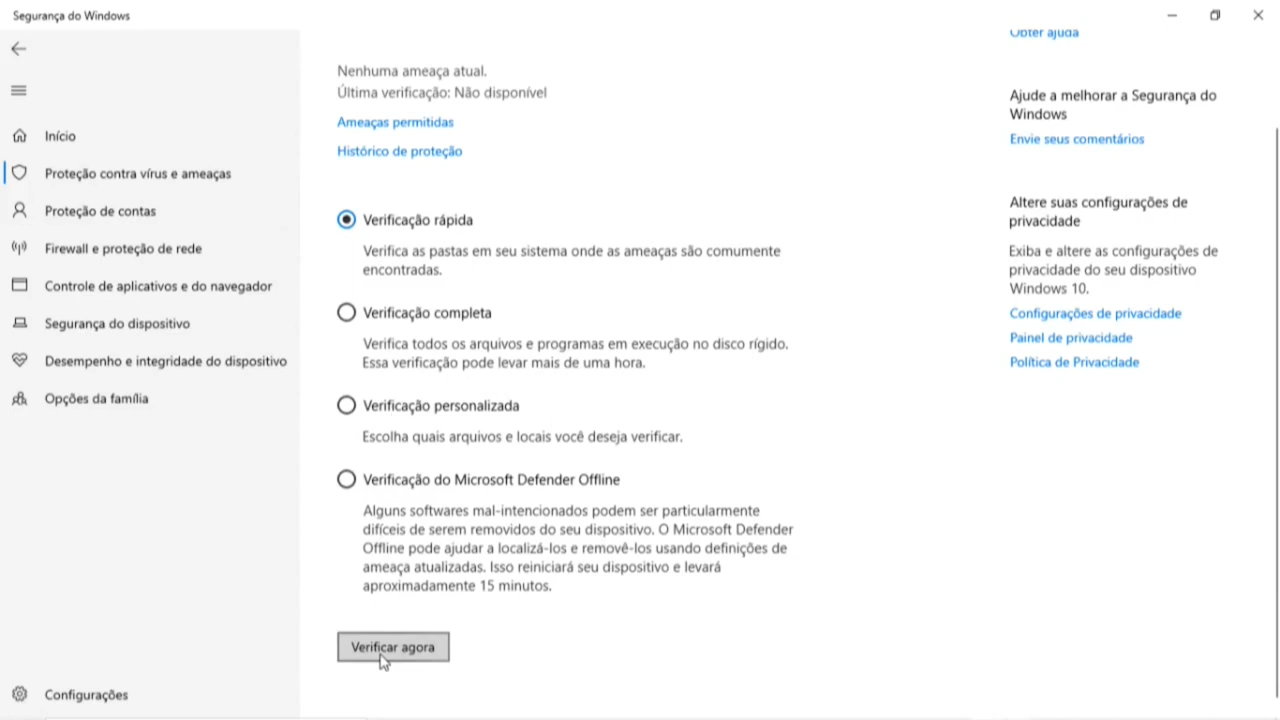 Segurança do Windows
Início
Proteção contra vírus e ameaças
Proteção de contas
Firewall e proteção de rede
Controle de aplicativos e do navegador
Segurança do dispositivo
Desempenho e integridade do dispositivo
Opções da família
Configurações
Nenhuma ameaça atual.
Última verificação: Não disponível
Ameaças permitidas
Histórico de proteção
Verificação rápida
Verifica as pastas em seu sistema onde as ameaças são comumente
encontradas.
Verificação completa
Verifica todos os arquivos e programas em execução no disco rígido.
Essa verificação pode levar mais de uma hora.
Verificação personalizada
Escolha quais arquivos e locais você deseja verificar.
Verificação do Microsoft Defender Offline
Alguns softwares mal-intencionados podem ser particularmente
difíceis de serem removidos do seu dispositivo. O Microsoft Defender
Offline pode ajudar a localizá-los e removê-los usando definições de
ameaça atualizadas. Isso reiniciará seu dispositivo e levará
aproximadamente 15 minutos.
Verificar agora
Obter ajuda
Ajude a melhorar a Segurança do
Windows
Envie seus comentários
Altere suas configurações de
privacidade
Exiba e altere as configurações de
privacidade do seu dispositivo
Windows 10.
Configurações de privacidade
Painel de privacidade
Política de Privacidade